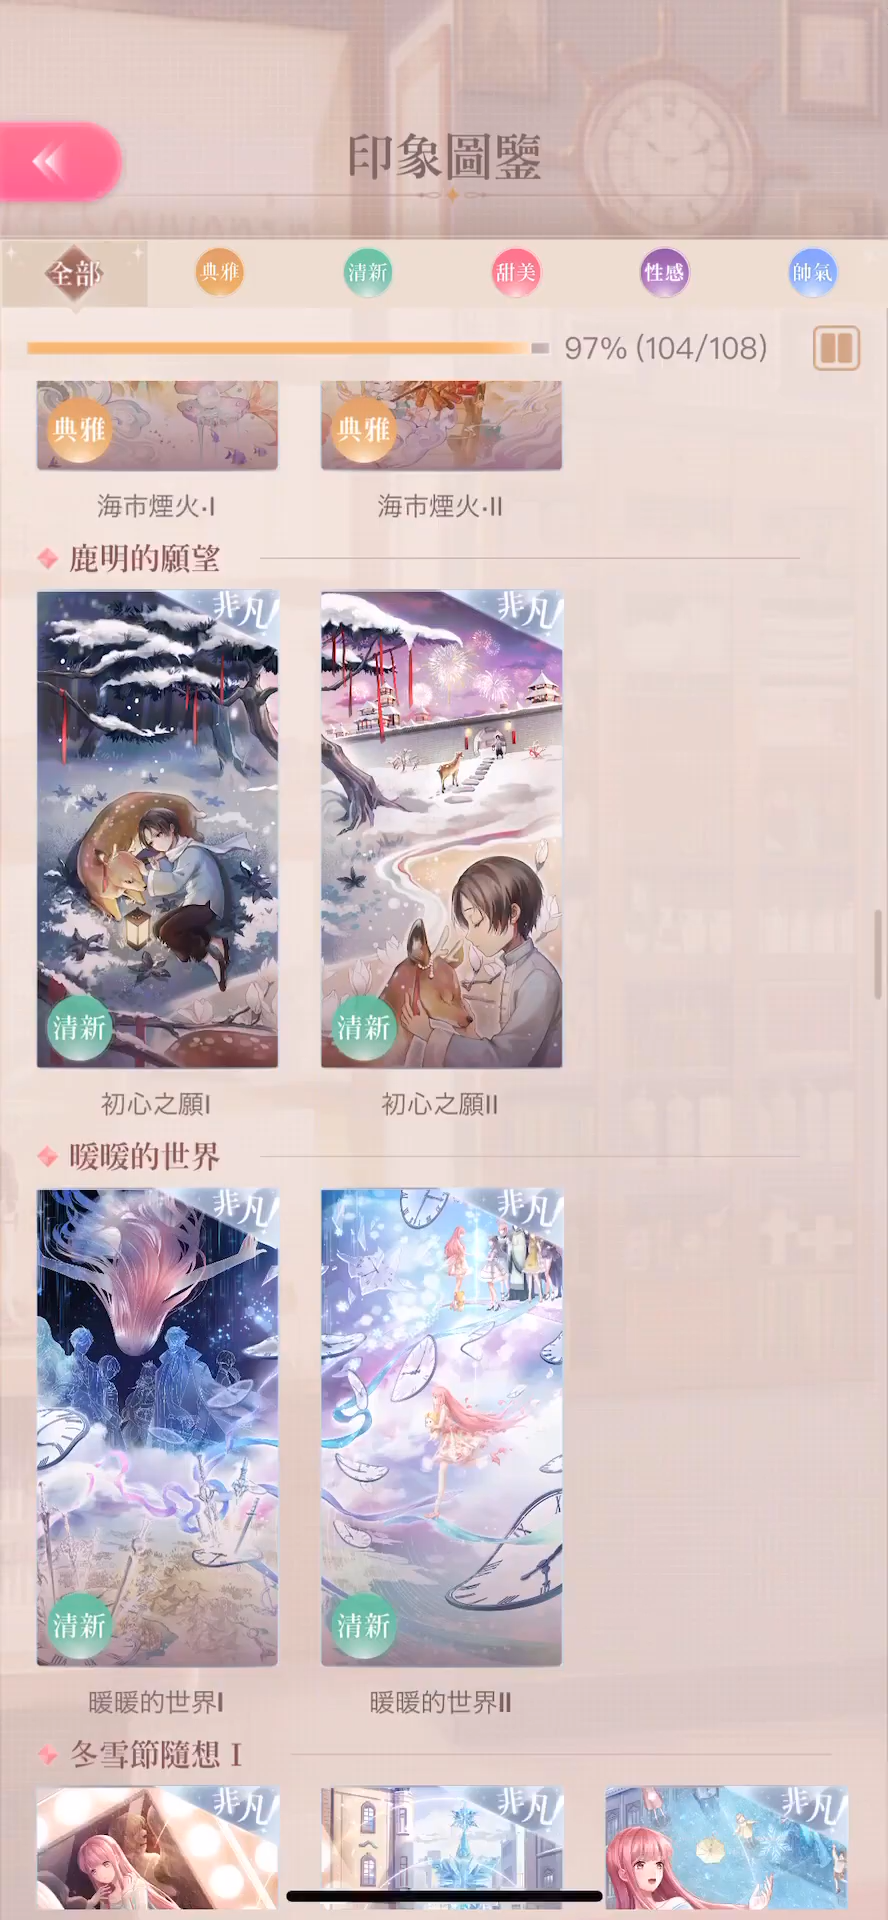 印象圖鑒
全部
典雅
清新
甜美
性感
帥氣
97% (104/108)
典雅
典雅
海市煙火·I
海市煙火·II
鹿明的願望
非凡
非凡
清新
清新
初心之願I
初心之願II
暖暖的世界
非凡
非凡
清新
清新
暖暖的世界I
暖暖的世界II
冬雪節隨想 I
非凡
非凡
非凡